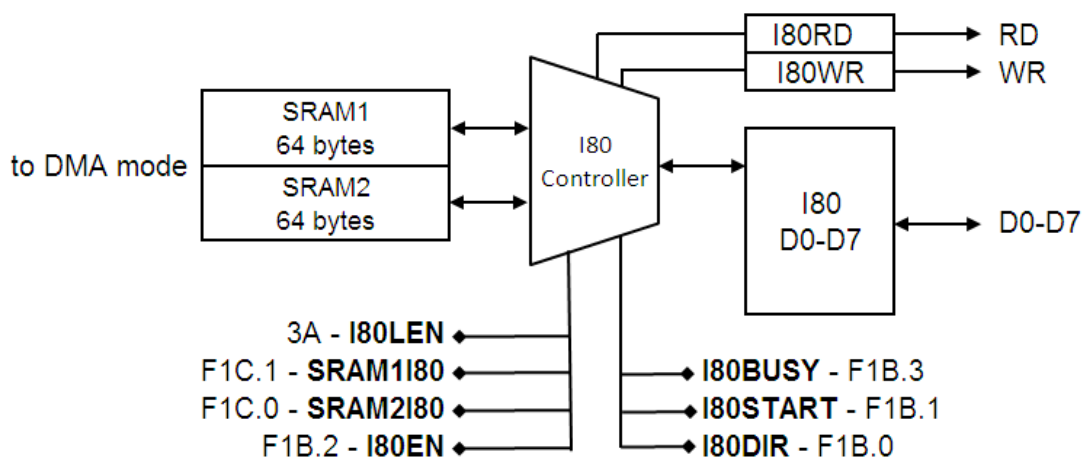 I80RD
RD
I80WR
WR
SRAM1
64 bytes
to DMA mode
SRAM2
64 bytes
I80
Controller
I80
D0-D7
D0-D7
3A - I80LEN
F1C.1 - SRAM1I80
I80BUSY - F1B.3
F1C.0 - SRAM2I80
I80START - F1B.1
F1B.2 - I80EN
I80DIR - F1B.0